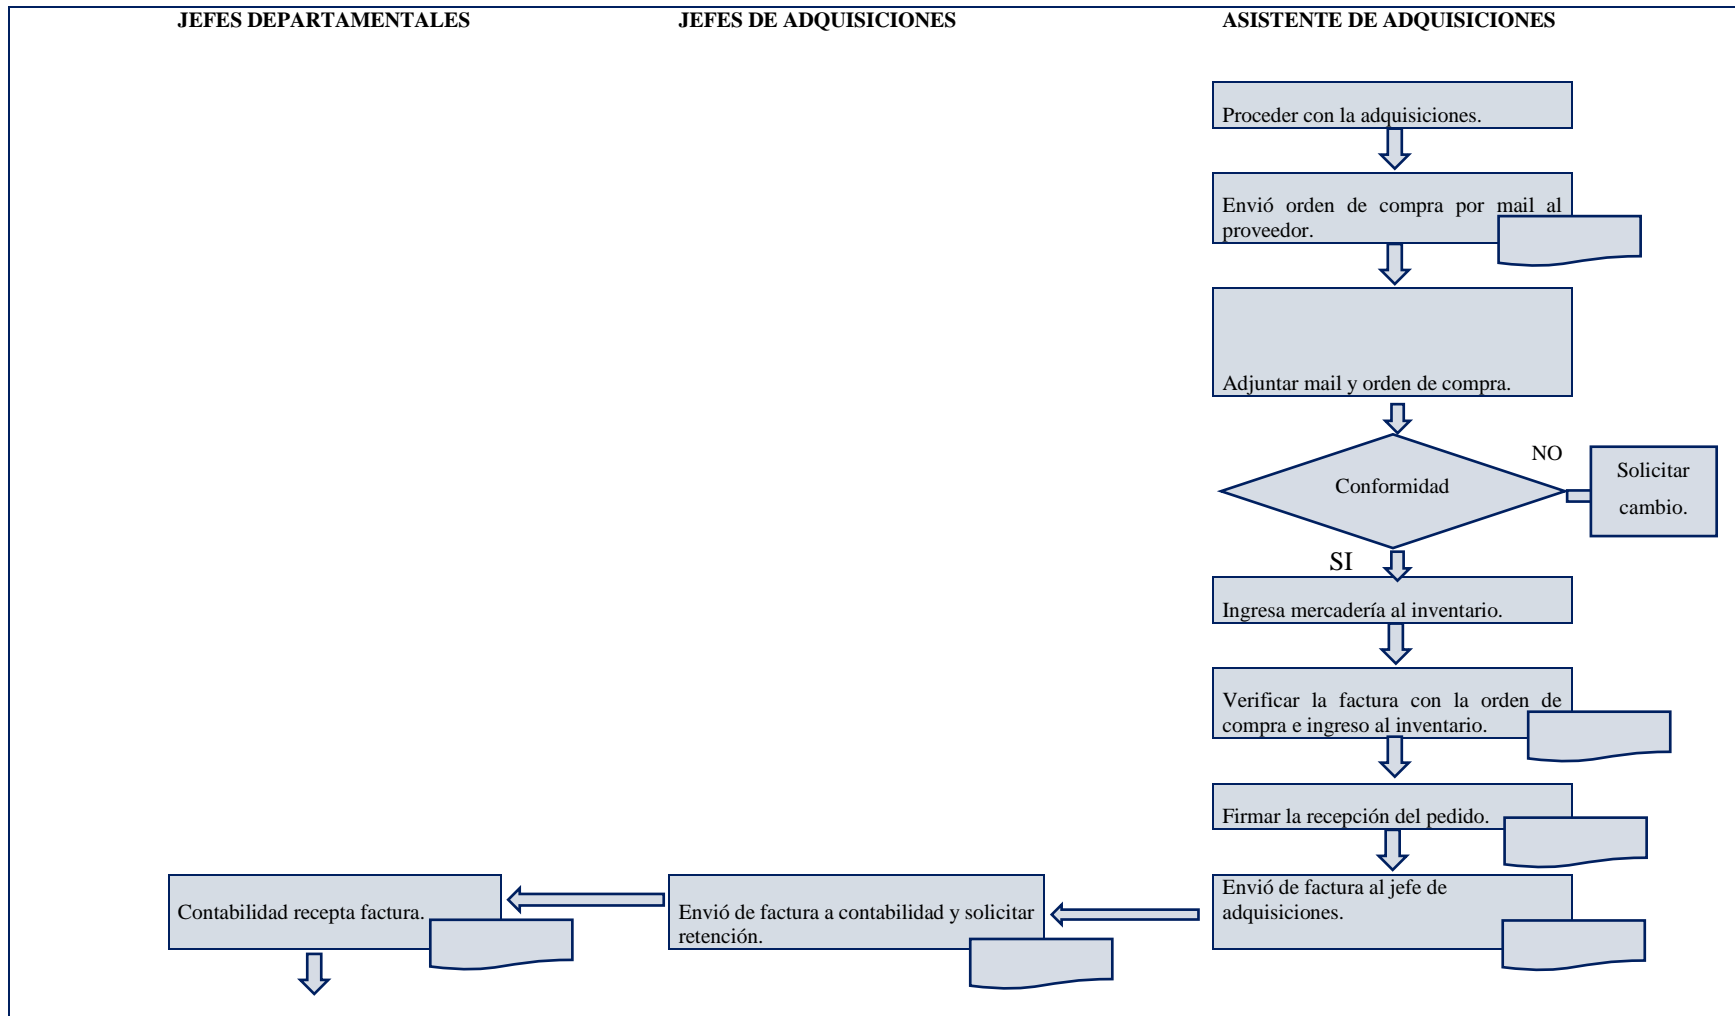 JEFES DEPARTAMENTALES
JEFES DE ADQUISICIONES
ASISTENTE DE ADQUISICIONES
Proceder con la adquisiciones.
Envió orden de compra por mail al
proveedor.
Adjuntar mail y orden de compra.
Conformidad
NO
Solicitar
cambio.
SI
Ingresa mercadería al inventario.
Verificar la factura con la orden de
compra e ingreso al inventario.
Firmar la recepción del pedido.
Envió de factura al jefe de
adquisiciones.
Envió de factura a contabilidad y solicitar
retención.
Contabilidad recepta factura.